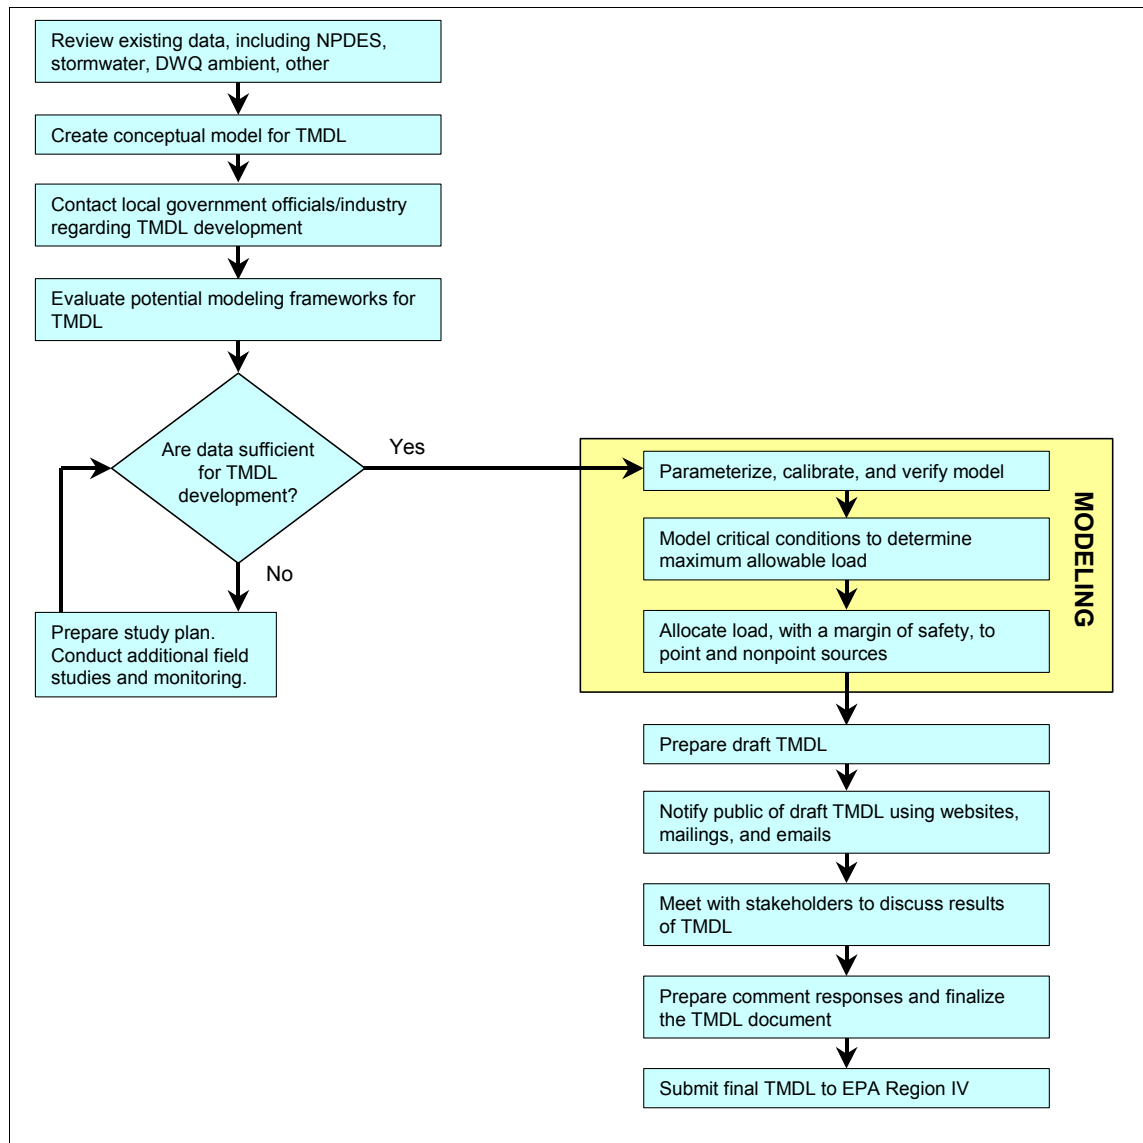 Review existing data, including NPDES,
stormwater, DWQ ambient, other
Create conceptual model for TMDL
Contact local government officials/industry
regarding TMDL development
Evaluate potential modeling frameworks for
TMDL
Are data sufficient
for TMDL
development?
Yes
No
Prepare study plan.
Conduct additional field
studies and monitoring.
MODELING
Parameterize, calibrate, and verify model
Model critical conditions to determine
maximum allowable load
Allocate load, with a margin of safety, to
point and nonpoint sources
Prepare draft TMDL
Notify public of draft TMDL using websites,
mailings, and emails
Meet with stakeholders to discuss results
of TMDL
Prepare comment responses and finalize
the TMDL document
Submit final TMDL to EPA Region IV